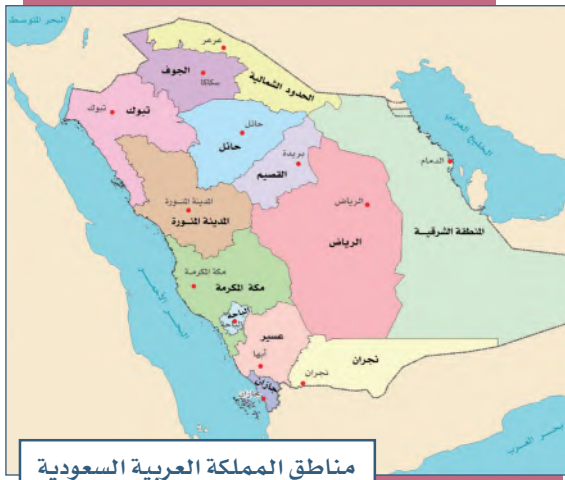 البحر المتوسط
عرعر
الجوف
سكاكا
الحدود الشمالية
تبوك
تبوك
حائل
حائل
الخليج العربي
بريدة
القصيم
الدمام
المدينة المنورة
المدينة المنورة
الرياض
الرياض
المنطقة الشرقية
مكة المكرمة
مكة المكرمة
البحر الأحمر
الباحة
الباحة
عسير
أبها
نجران
نجران
جازان
جازان
بحر العرب
مناطق المملكة العربية السعودية